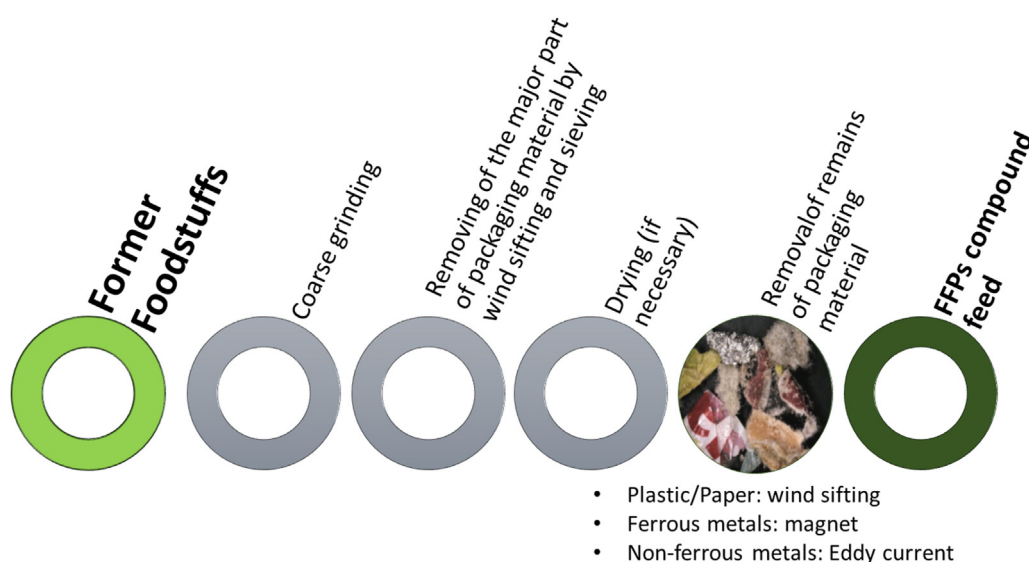 Former
Foodstuffs
Coarse grinding
Removing of the major part
of packaging material by
wind sifting and sieving
Drying (if
necessary)
Removalof remains
of packaging
material
FFPs compound
feed
• Plastic/Paper: wind sifting
• Ferrous metals: magnet
• Non-ferrous metals: Eddy current